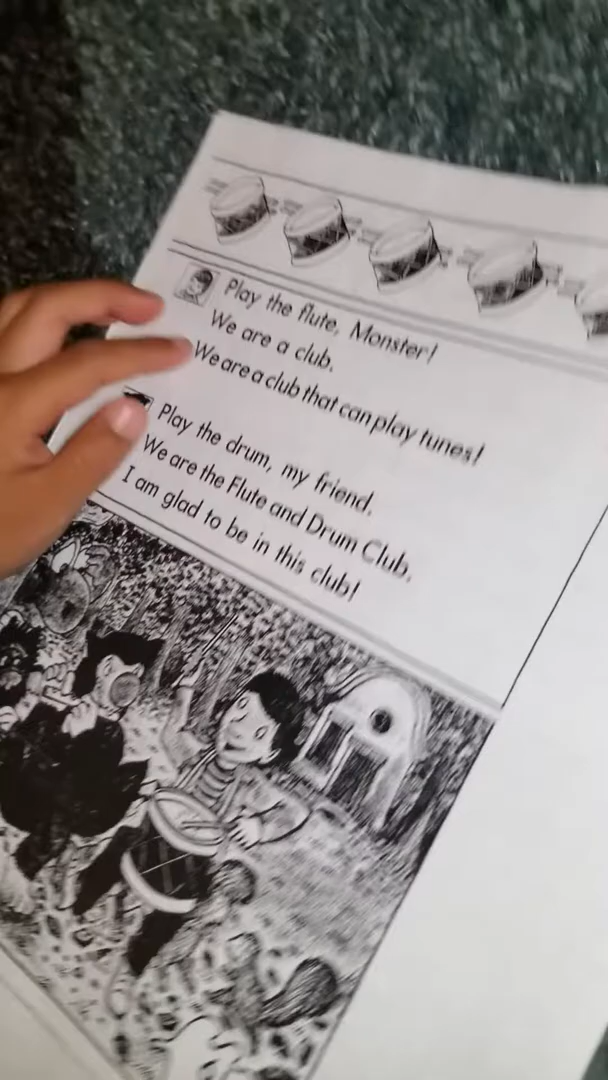 Play the flute, Monster!
We are a club.
We are a club that can play tunes!
Play the drum, my friend.
We are the Flute and Drum Club.
I am glad to be in this club!